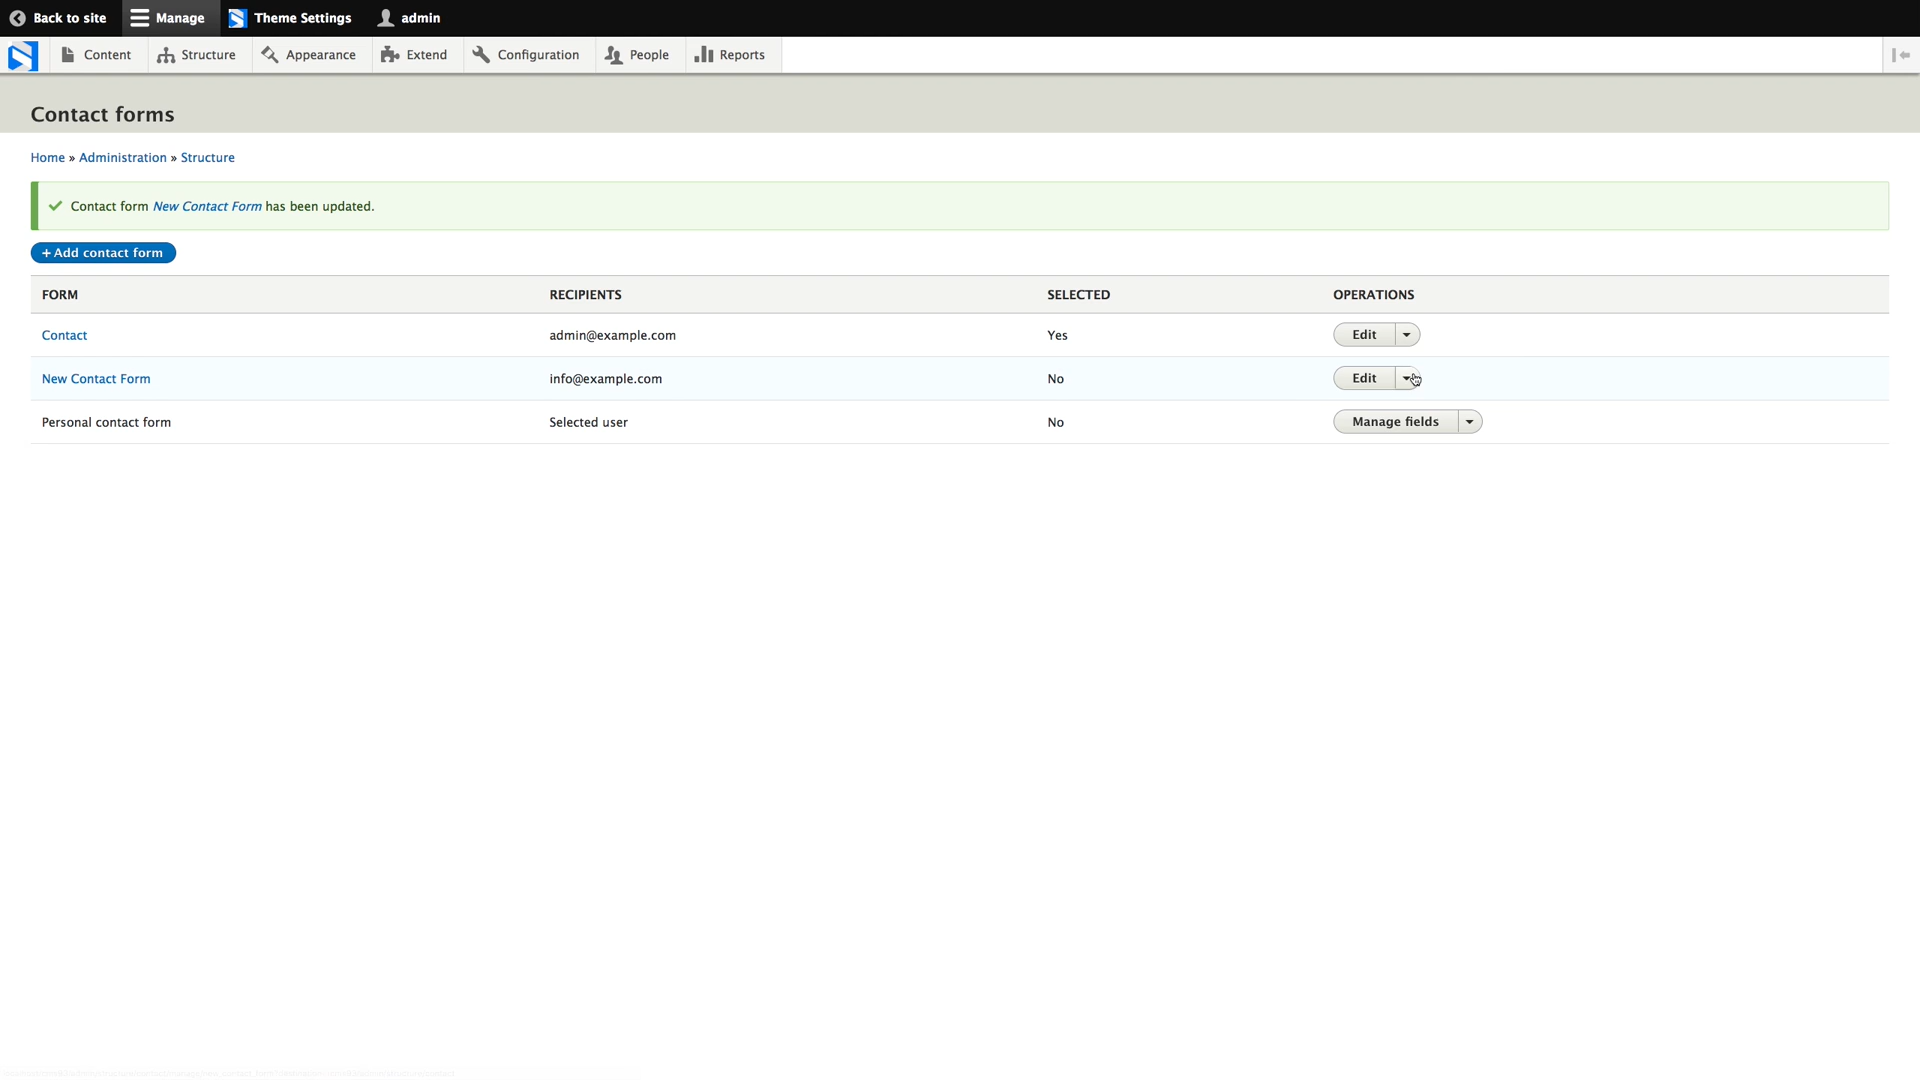 Back to site Manage Theme Settings admin
Content Structure Appearance Extend Configuration People Reports
Contact forms
Home » Administration » Structure
Contact form New Contact Form has been updated.
+ Add contact form
FORM RECIPIENTS SELECTED OPERATIONS
Contact admin@example.com Yes Edit
New Contact Form info@example.com No Edit
Personal contact form Selected user No Manage fields